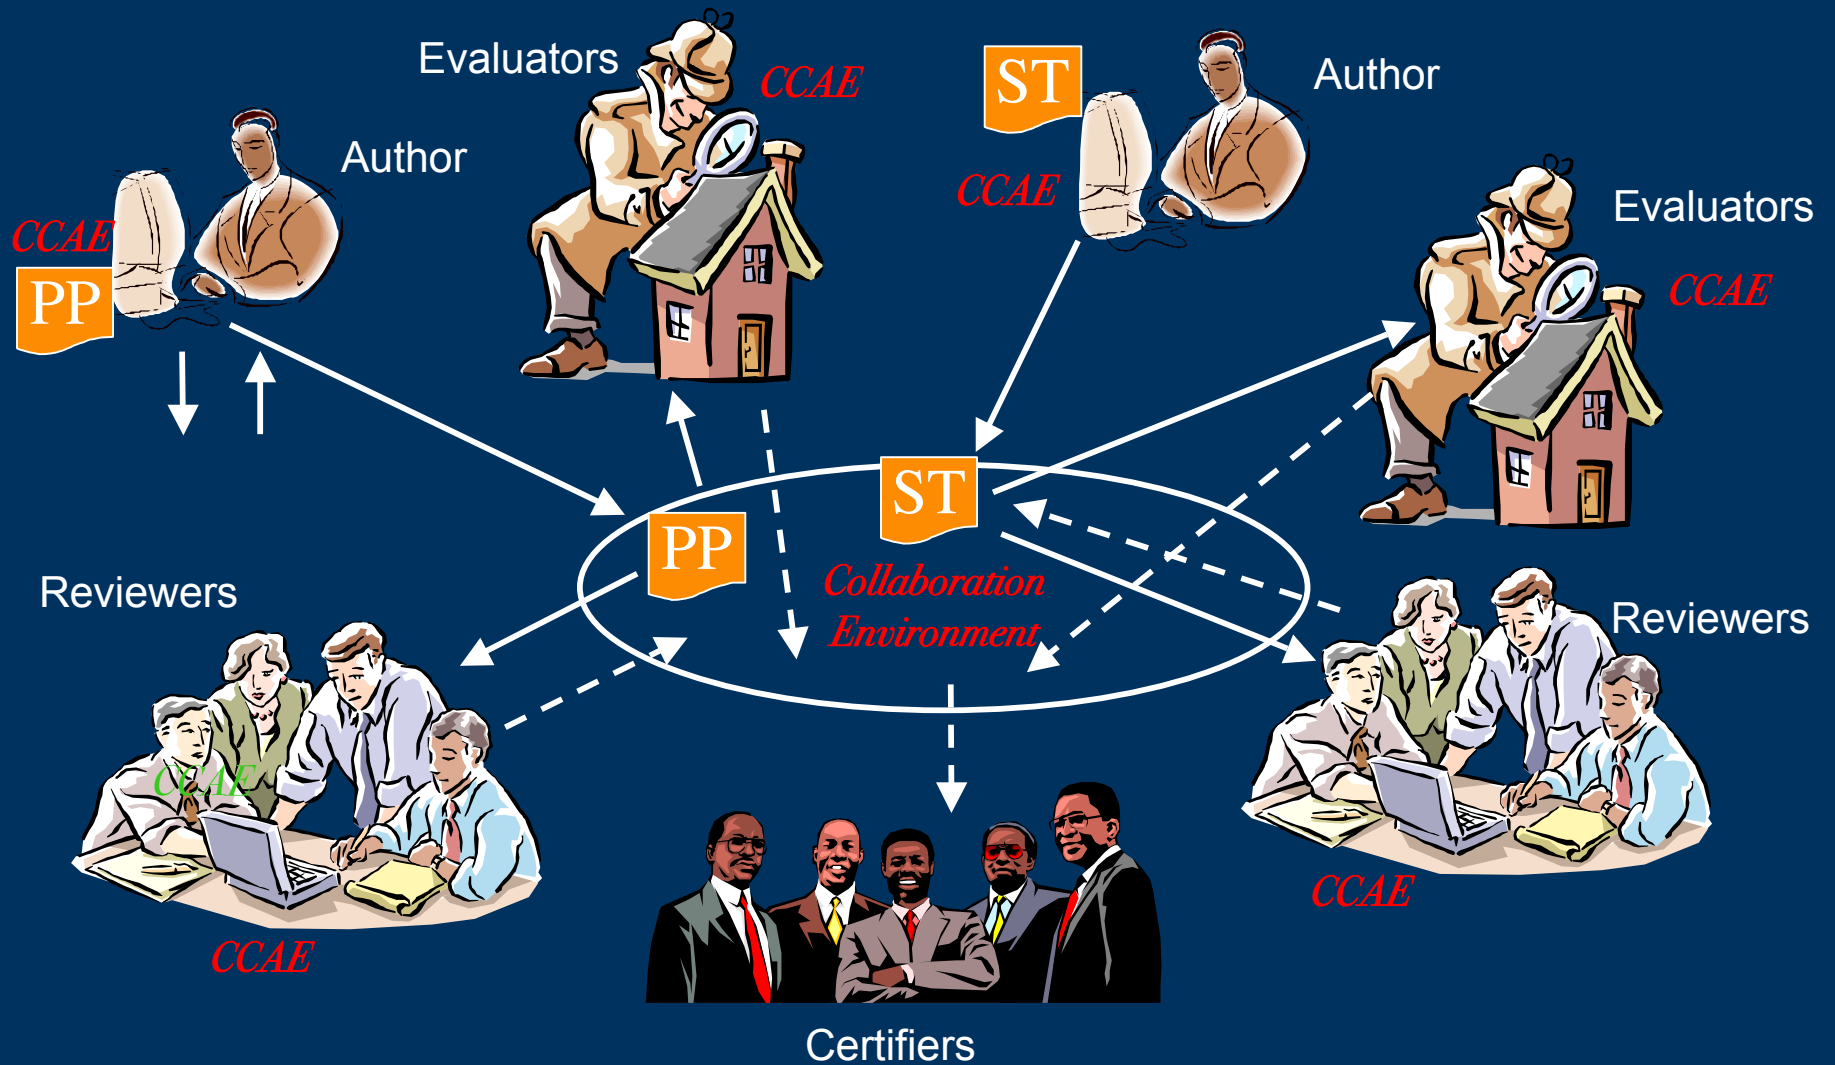 Evaluators
CCAE
ST
Author
Author
CCAE
Evaluators
CCAE
PP
CCAE
ST
PP
Collaboration
Environment
Reviewers
Reviewers
CCAE
CCAE
CCAE
Certifiers